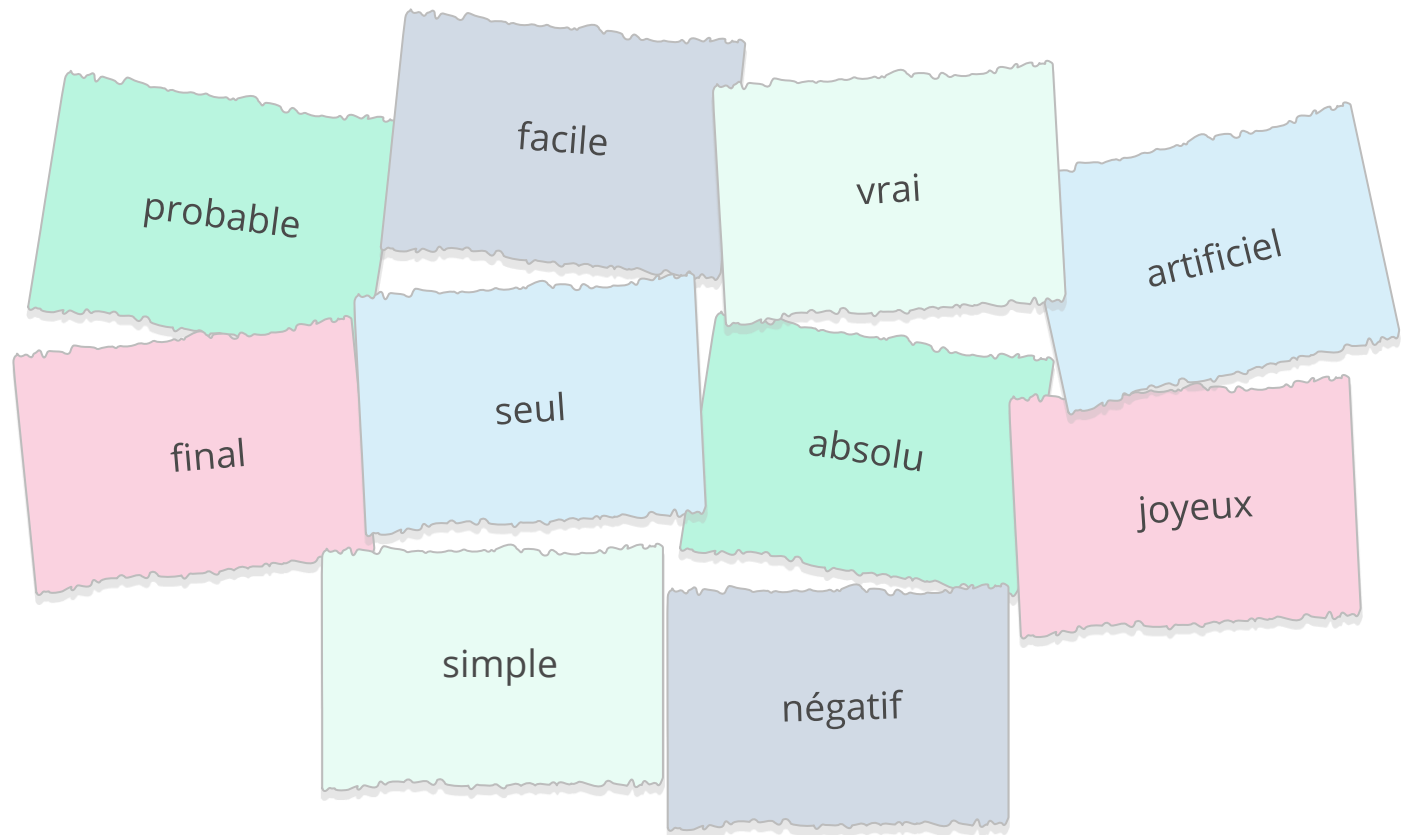 probable
facile
vrai
artificiel
final
seul
absolu
joyeux
simple
négatif